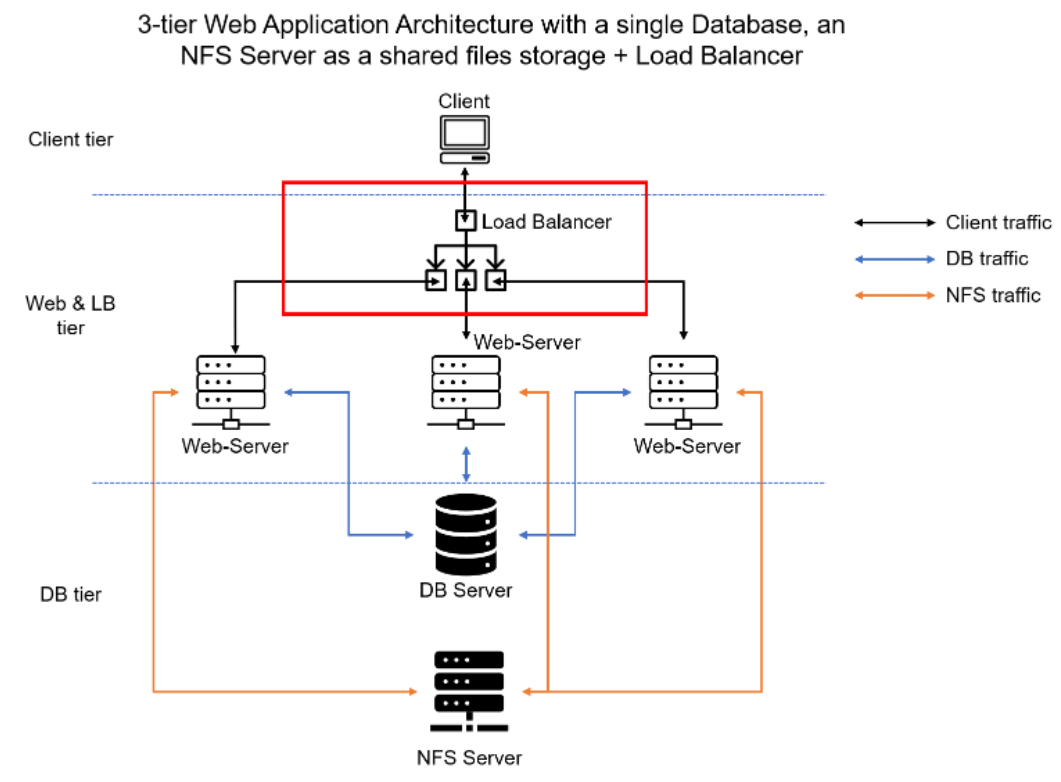 3-tier Web Application Architecture with a single Database, an
NFS Server as a shared files storage + Load Balancer
Client
Client tier
Load Balancer
Client traffic
DB traffic
NFS traffic
Web & LB
tier
Web-Server
Web-Server
Web-Server
DB Server
DB tier
NFS Server